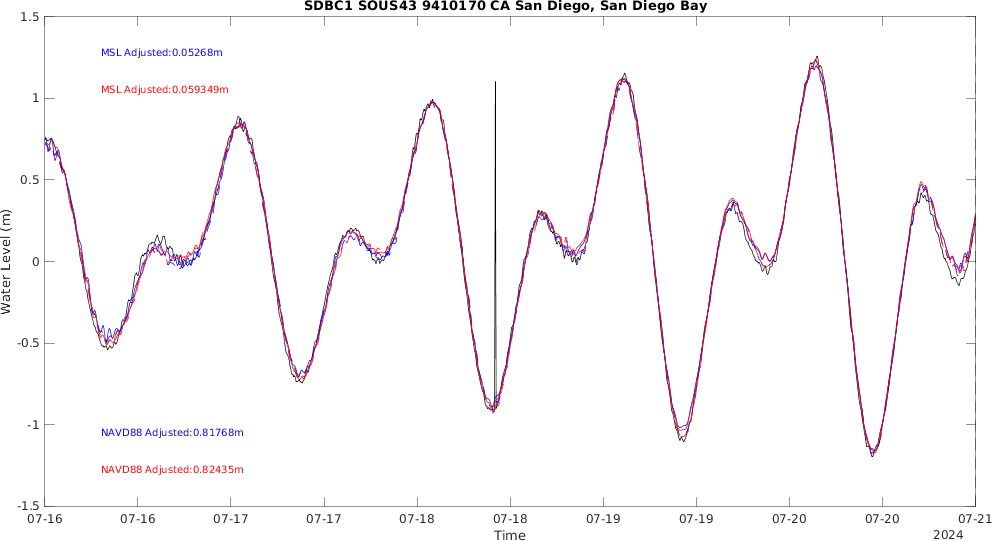 SDBC1 SOUS43 9410170 CA San Diego, San Diego Bay
1.5
MSL Adjusted:0.05268m
MSL Adjusted:0.059349m
1
0.5
0
Water Level (m)
-0.5
-1
NAVD88 Adjusted:0.81768m
NAVD88 Adjusted:0.82435m
-1.5
07-16 07-16 07-17 07-17 07-18 07-18 07-19 07-19 07-20 07-20 07-21
Time
2024